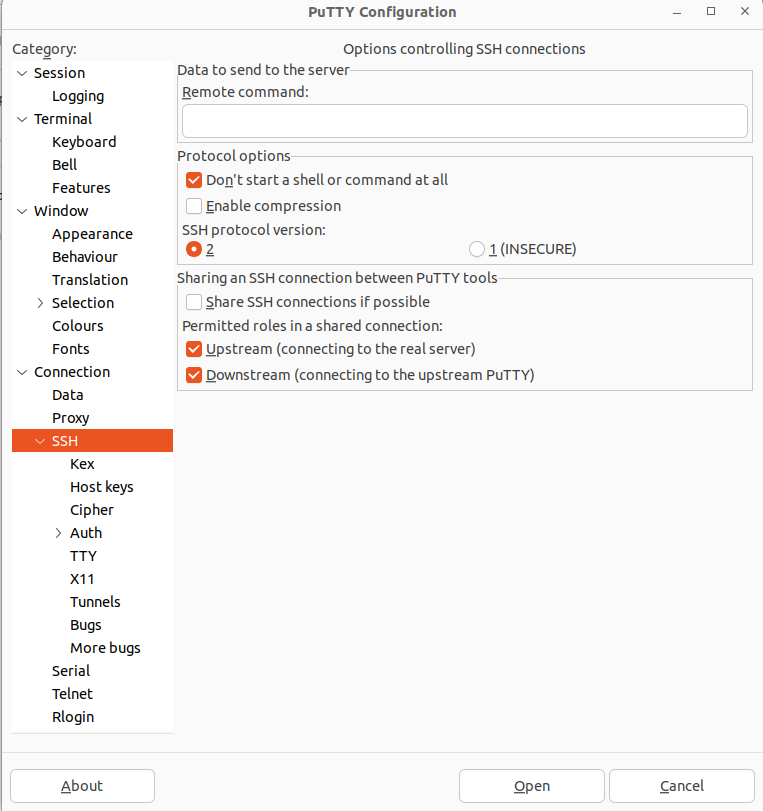 PuTTY Configuration
Category:
Session
Logging
Terminal
Keyboard
Bell
Features
Window
Appearance
Behaviour
Translation
Selection
Colours
Fonts
Connection
Data
Proxy
SSH
Kex
Host keys
Cipher
Auth
TTY
X11
Tunnels
Bugs
More bugs
Serial
Telnet
Rlogin
Options controlling SSH connections
Data to send to the server
Remote command:
Protocol options
Don't start a shell or command at all
Enable compression
SSH protocol version:
2
1 (INSECURE)
Sharing an SSH connection between PuTTY tools
Share SSH connections if possible
Permitted roles in a shared connection:
Upstream (connecting to the real server)
Downstream (connecting to the upstream PuTTY)
About
Open
Cancel